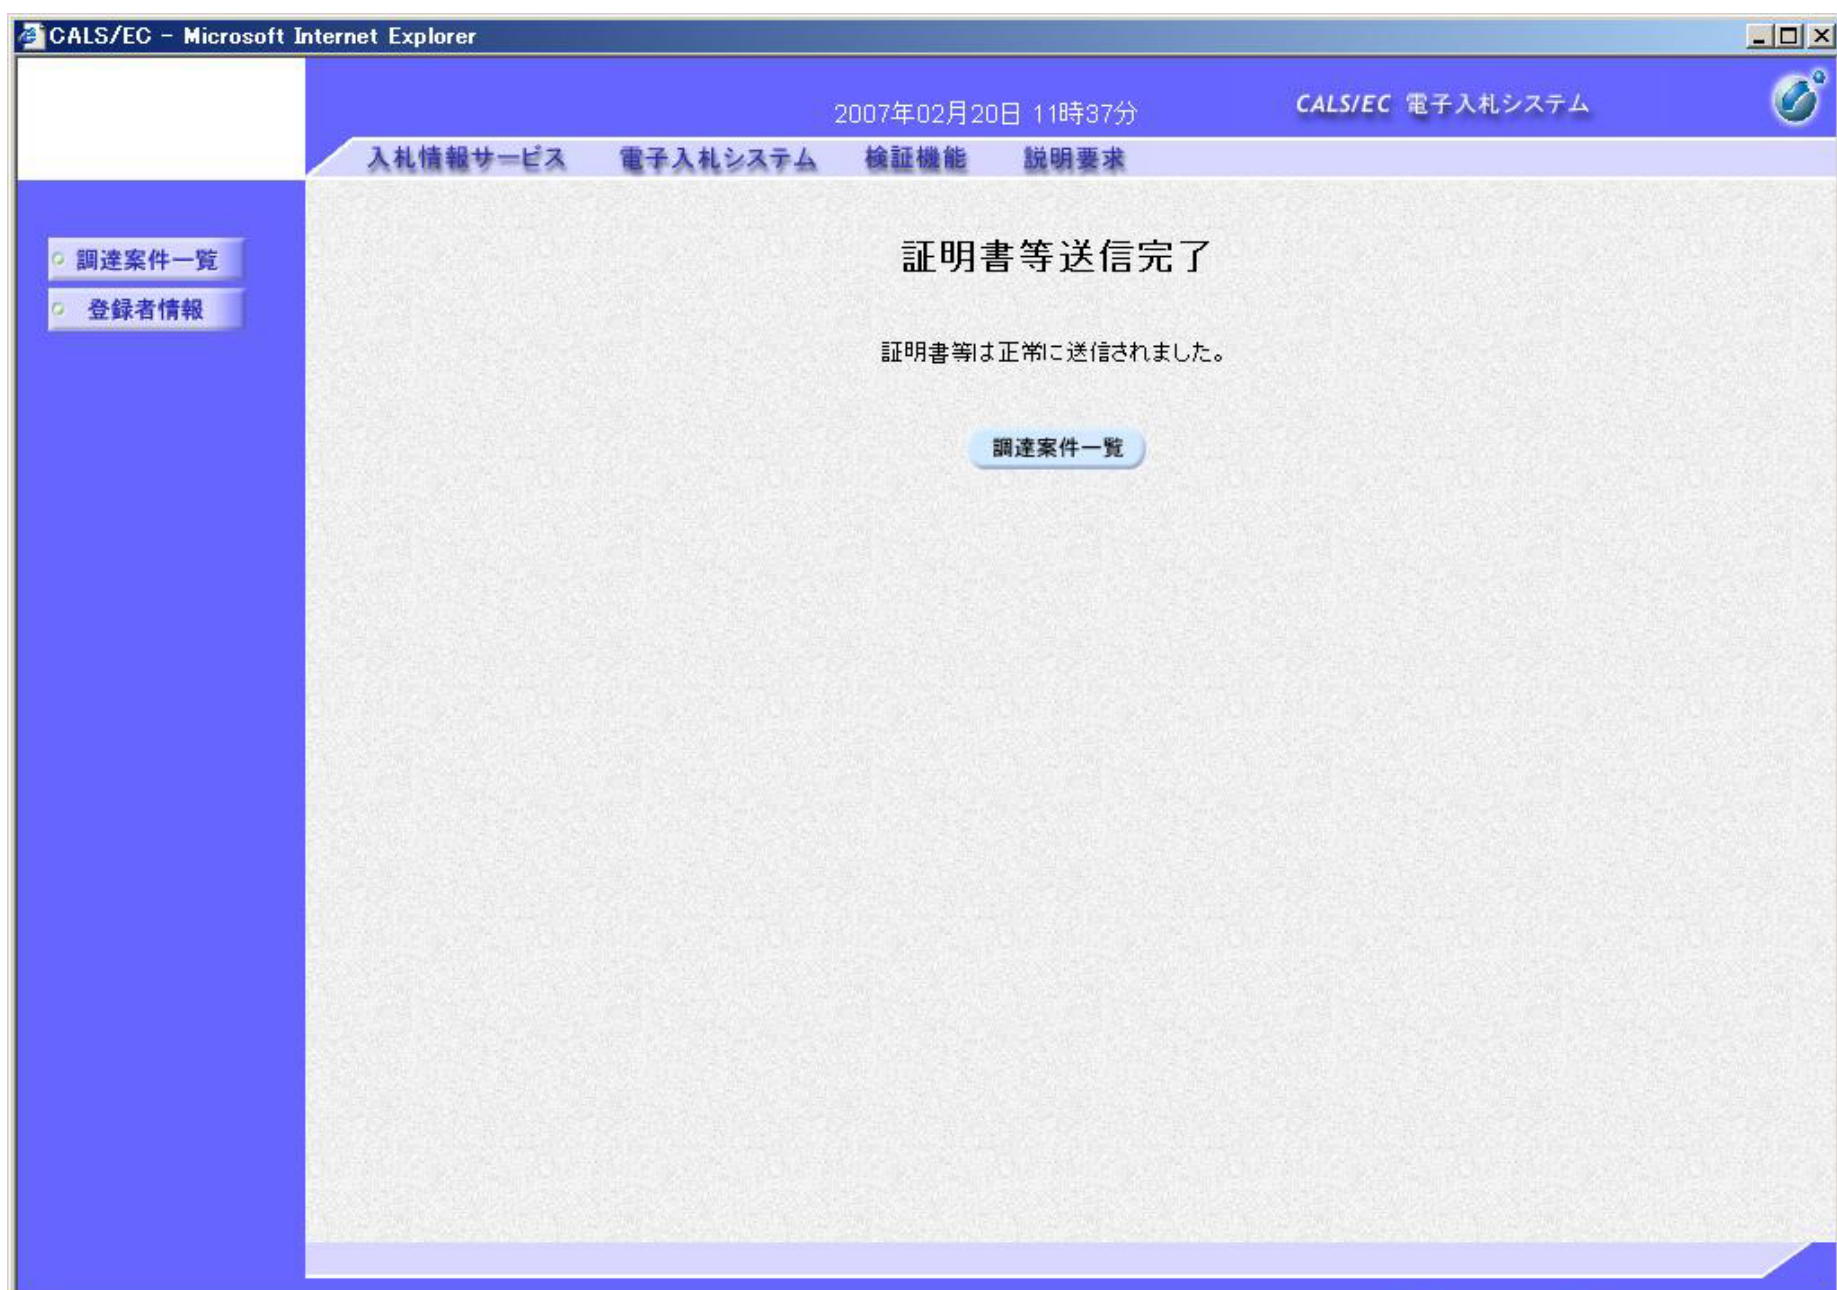 CALS/EC - Microsoft Internet Explorer
2007年02月20日 11時37分
CALS/EC 電子入札システム
入札情報サービス 電子入札システム 検証機能 説明要求
調達案件一覧
登録者情報
証明書等送信完了
証明書等は正常に送信されました。
調達案件一覧